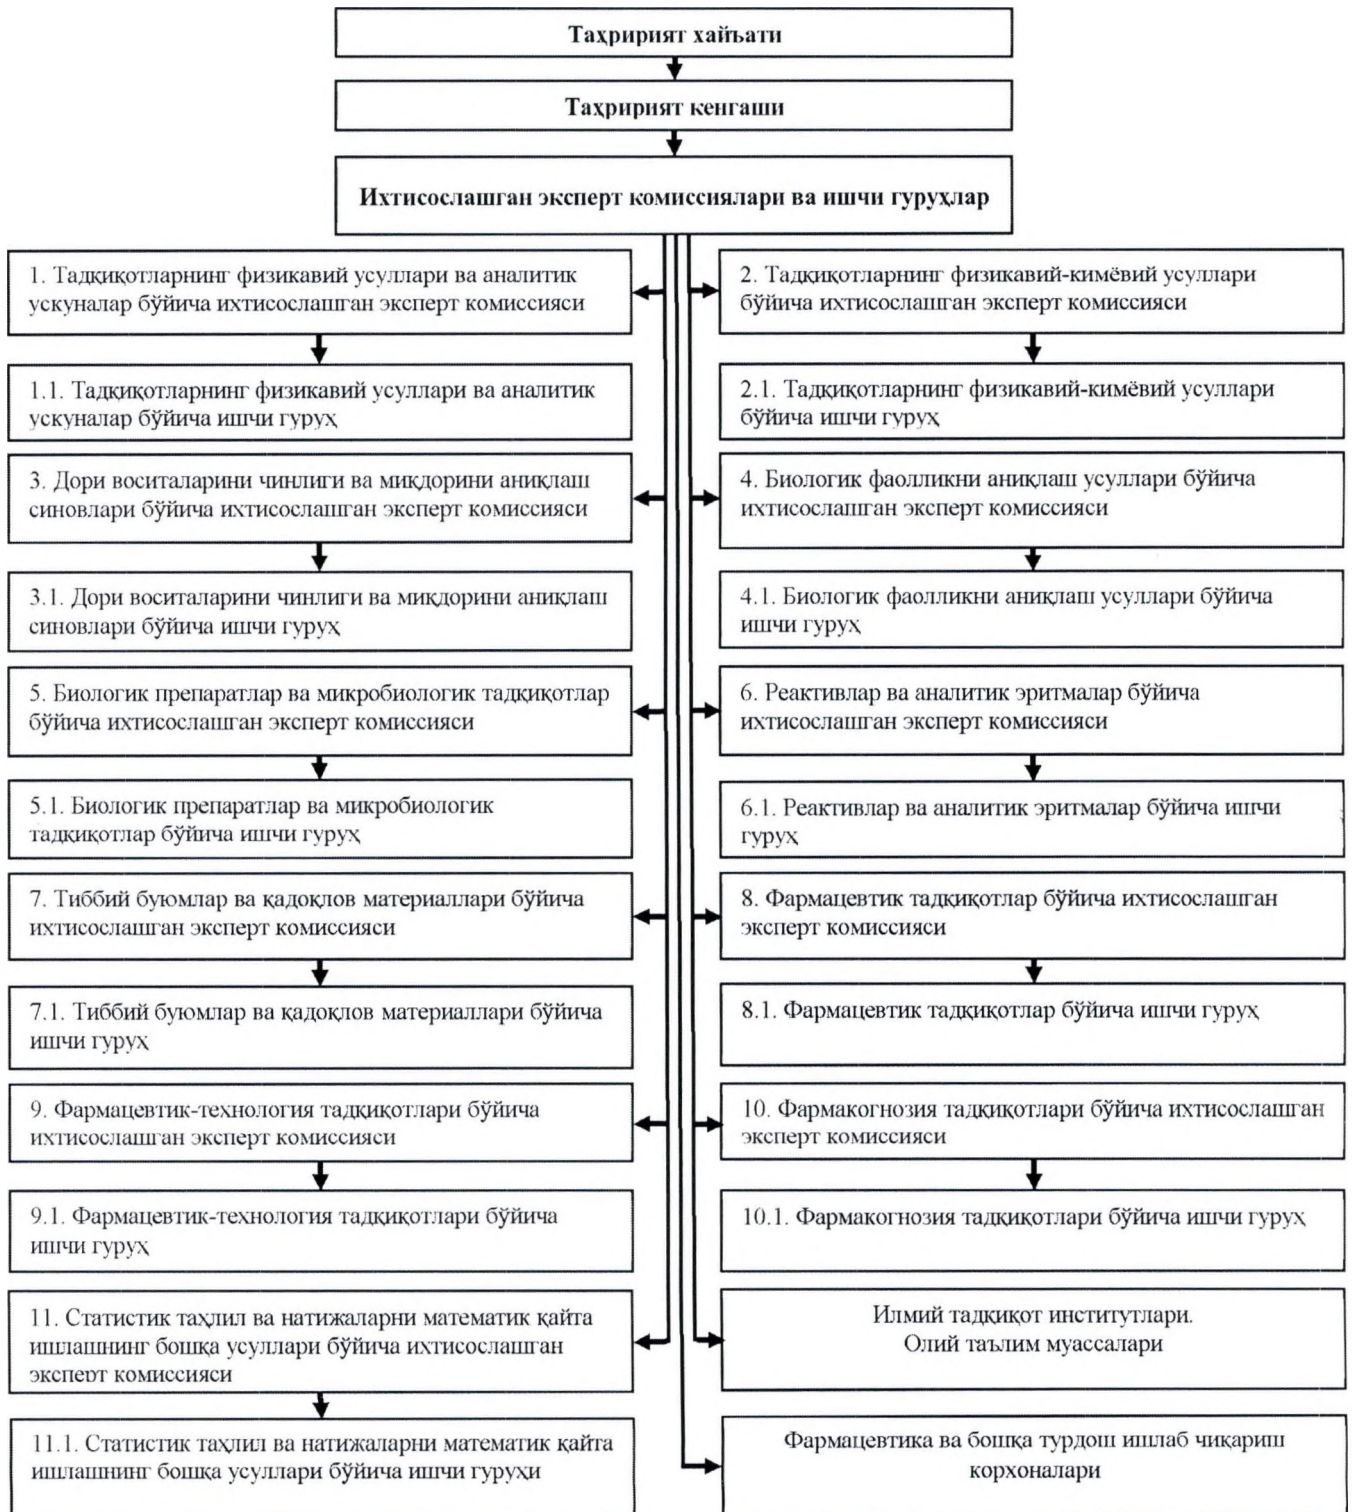 Таҳририят хайъати
Таҳририят кенгаши
Ихтисослашган эксперт комиссиялари ва ишчи гуруҳлар
1. Тадқиқотларнинг физикавий усуллари ва аналитик
ускуналар бўйича ихтисослашган эксперт комиссияси
2. Тадқиқотларнинг физикавий-кимёвий усуллари
бўйича ихтисослашган эксперт комиссияси
1.1. Тадқиқотларнинг физикавий усуллари ва аналитик
ускуналар бўйича ишчи гуруҳ
2.1. Тадқиқотларнинг физикавий-кимёвий усуллари
бўйича ишчи гуруҳ
3. Дори воситаларини чинлиги ва миқдорини аниқлаш
синовлари бўйича ихтисослашган эксперт комиссияси
4. Биологик фаолликни аниқлаш усуллари бўйича
ихтисослашган эксперт комиссияси
3.1. Дори воситаларини чинлиги ва миқдорини аниқлаш
синовлари бўйича ишчи гуруҳ
4.1. Биологик фаолликни аниқлаш усуллари бўйича
ишчи гуруҳ
5. Биологик препаратлар ва микробиологик тадқиқотлар
бўйича ихтисослашган эксперт комиссияси
6. Реактивлар ва аналитик эритмалар бўйича
ихтисослашган эксперт комиссияси
5.1. Биологик препаратлар ва микробиологик
тадқиқотлар бўйича ишчи гуруҳ
6.1. Реактивлар ва аналитик эритмалар бўйича ишчи
гуруҳ
7. Тиббий буюмлар ва қадоқлов материаллари бўйича
ихтисослашган эксперт комиссияси
8. Фармацевтик тадқиқотлар бўйича ихтисослашган
эксперт комиссияси
7.1. Тиббий буюмлар ва қадоқлов материаллари бўйича
ишчи гуруҳ
8.1. Фармацевтик тадқиқотлар бўйича ишчи гуруҳ
9. Фармацевтик-технология тадқиқотлари бўйича
ихтисослашган эксперт комиссияси
10. Фармакогнозия тадқиқотлари бўйича ихтисослашган
эксперт комиссияси
9.1. Фармацевтик-технология тадқиқотлари бўйича
ишчи гуруҳ
10.1. Фармакогнозия тадқиқотлари бўйича ишчи гуруҳ
11. Статистик таҳлил ва натижаларни математик қайта
ишлашнинг бошқа усуллари бўйича ихтисослашган
эксперт комиссияси
Илмий тадқиқот институтлари.
Олий таълим муассалари
11.1. Статистик таҳлил ва натижаларни математик қайта
ишлашнинг бошқа усуллари бўйича ишчи гуруҳи
Фармацевтика ва бошқа турдош ишлаб чиқариш
корхоналари